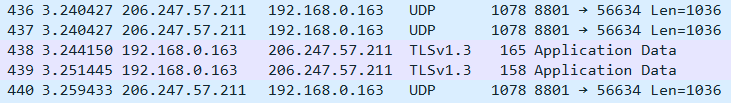 436 3.240427 206.247.57.211 192.168.0.163 UDP 1078 8801 → 56634 Len=1036
437 3.240427 206.247.57.211 192.168.0.163 UDP 1078 8801 → 56634 Len=1036
438 3.244150 192.168.0.163 206.247.57.211 TLSv1.3 165 Application Data
439 3.251445 192.168.0.163 206.247.57.211 TLSv1.3 158 Application Data
440 3.259433 206.247.57.211 192.168.0.163 UDP 1078 8801 → 56634 Len=1036